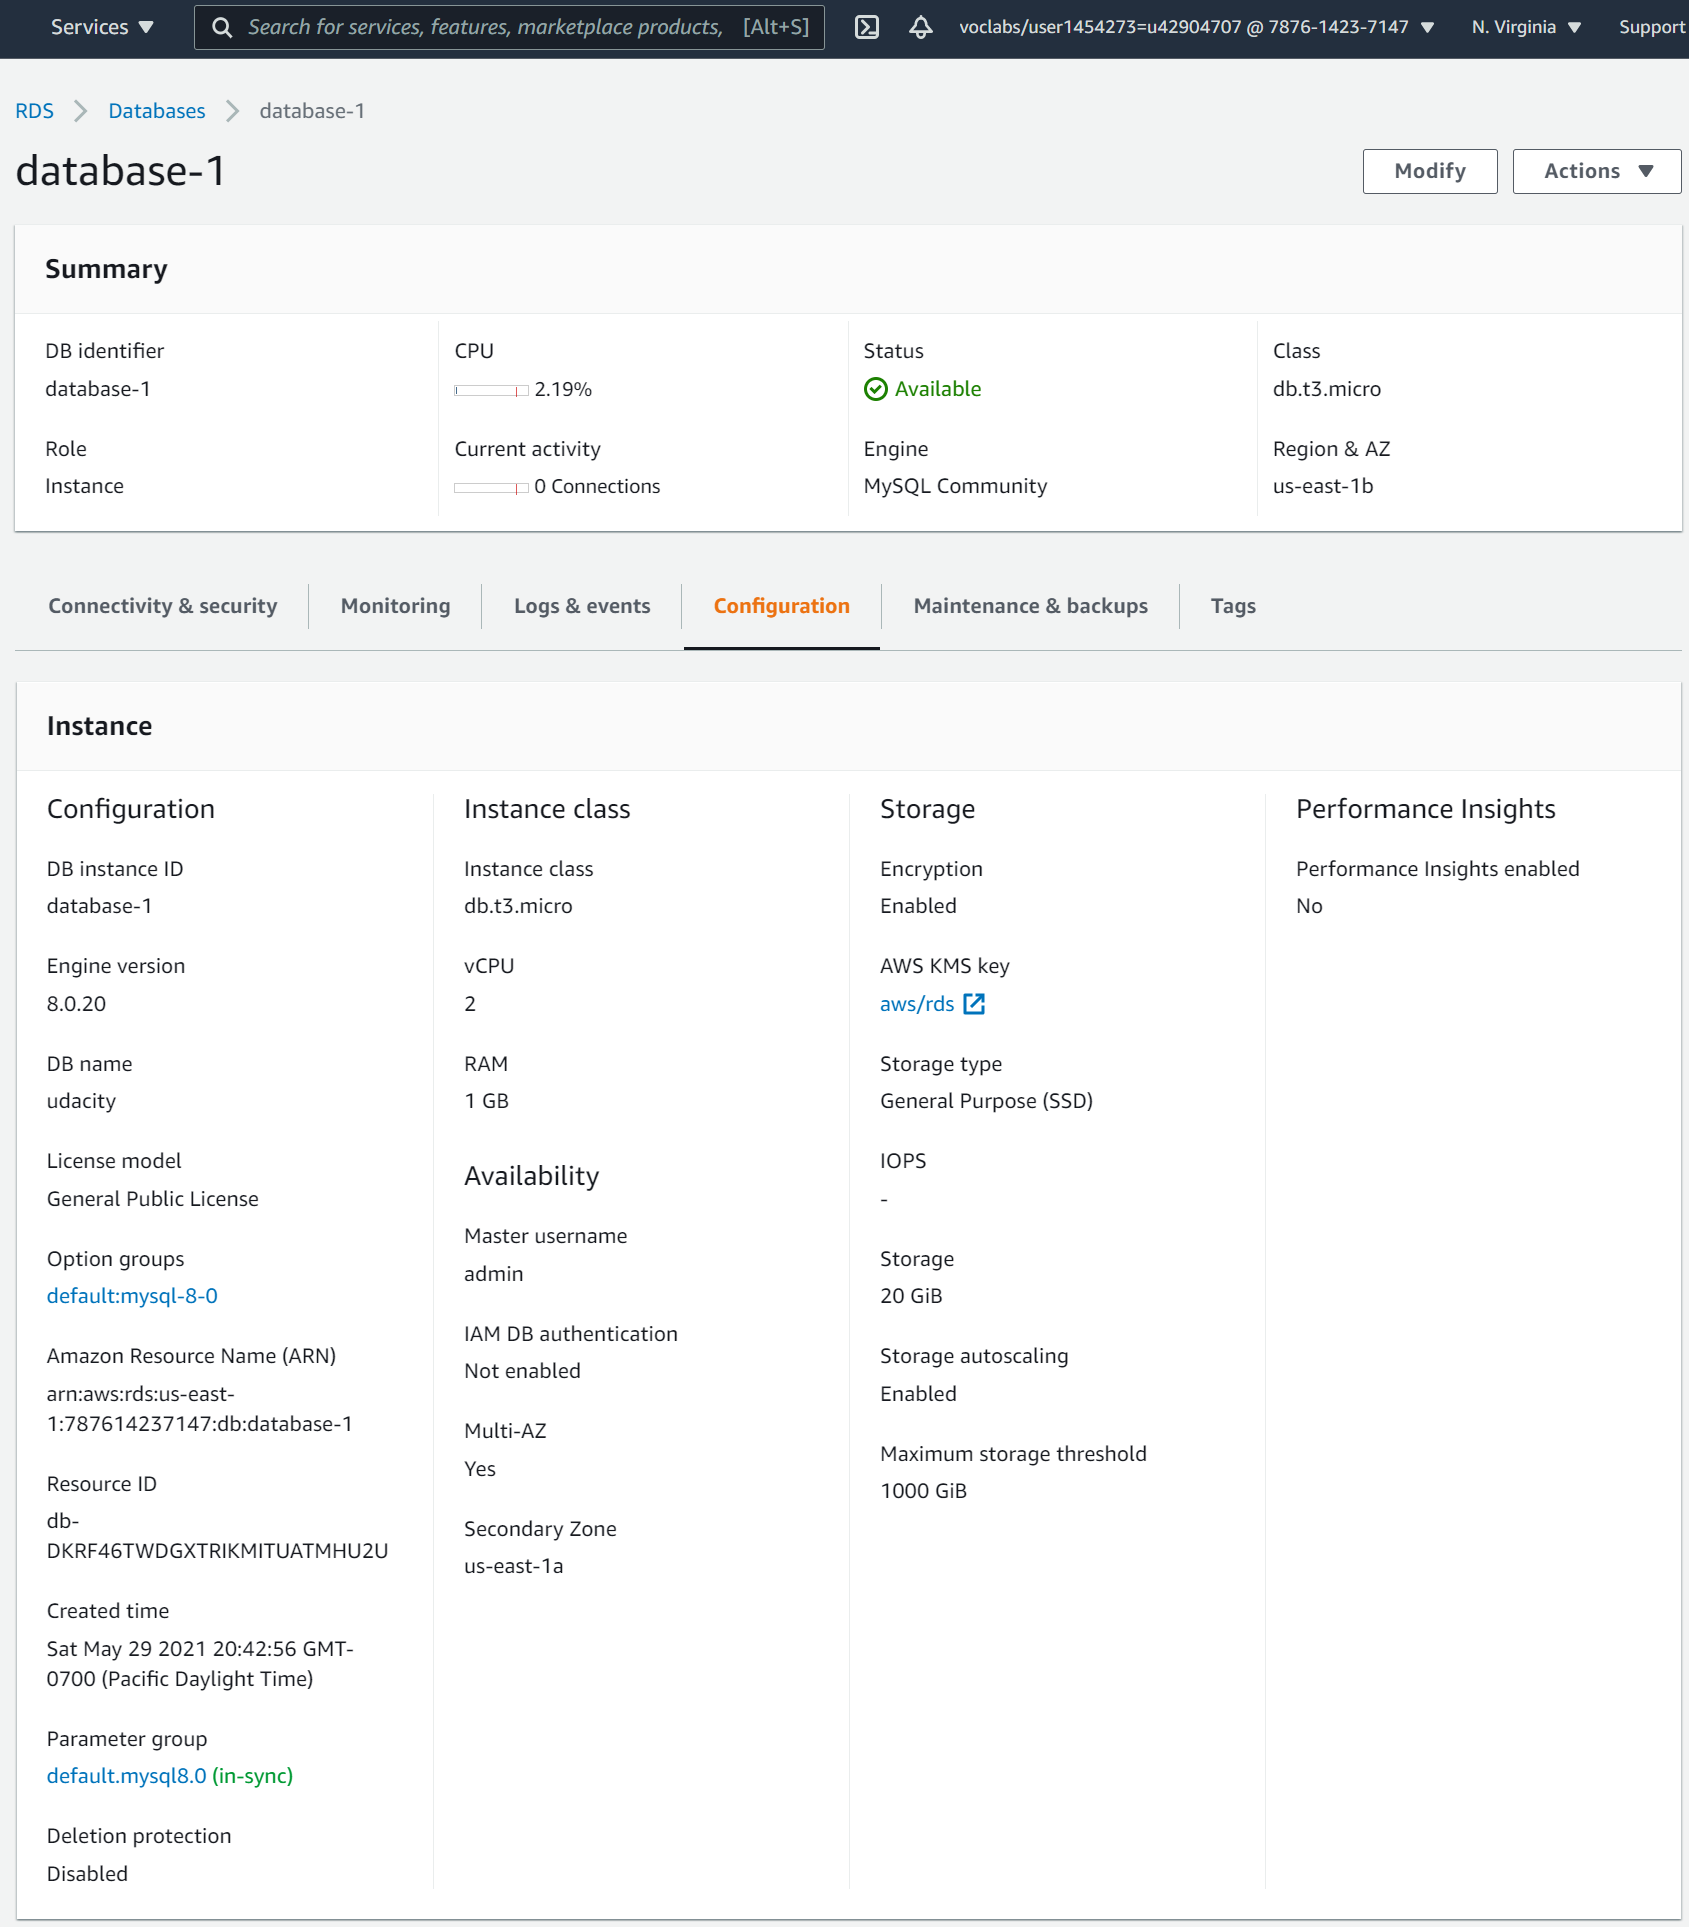 Services
Search for services, features, marketplace products, [Alt+S]
voclabs/user1454273=u42904707 @ 7876-1423-7147
N. Virginia
Support
RDS
Databases
database-1
database-1
Modify
Actions
Summary
DB identifier
database-1
CPU
2.19%
Status
Available
Class
db.t3.micro
Role
Instance
Current activity
0 Connections
Engine
MySQL Community
Region & AZ
us-east-1b
Connectivity & security
Monitoring
Logs & events
Configuration
Maintenance & backups
Tags
Instance
Configuration
DB instance ID
database-1
Engine version
8.0.20
DB name
udacity
License model
General Public License
Option groups
default:mysql-8-0
Amazon Resource Name (ARN)
arn:aws:rds:us-east-
1:787614237147:db:database-1
Resource ID
db-
DKRF46TWDGXTRIKMITUATMHU2U
Created time
Sat May 29 2021 20:42:56 GMT-
0700 (Pacific Daylight Time)
Parameter group
default.mysql8.0 (in-sync)
Deletion protection
Disabled
Instance class
Instance class
db.t3.micro
vCPU
2
RAM
1 GB
Availability
Master username
admin
IAM DB authentication
Not enabled
Multi-AZ
Yes
Secondary Zone
us-east-1a
Storage
Encryption
Enabled
AWS KMS key
aws/rds
Storage type
General Purpose (SSD)
IOPS
-
Storage
20 GiB
Storage autoscaling
Enabled
Maximum storage threshold
1000 GiB
Performance Insights
Performance Insights enabled
No